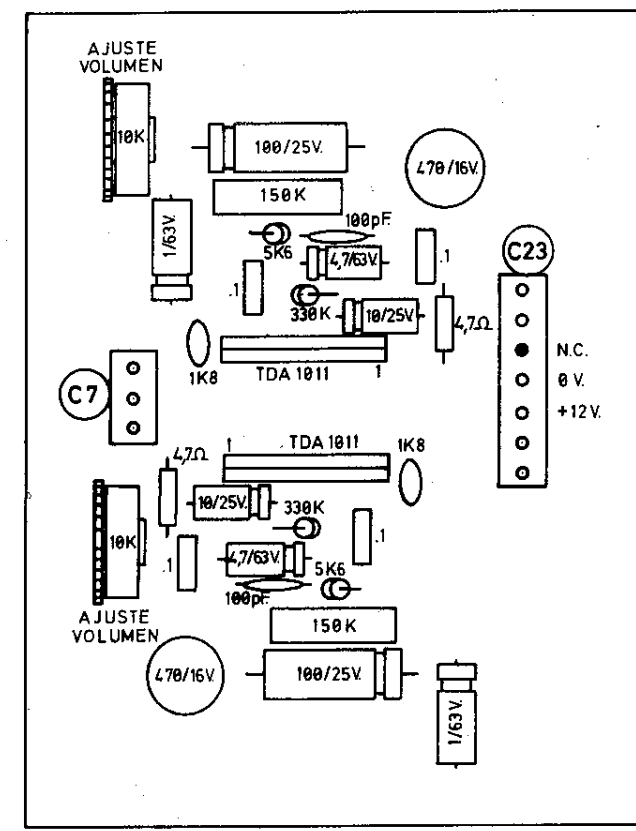 AJUSTE
VOLUMEN
10K
100/25V.
470/16V.
150K
1/63V.
5K6
100pF.
4,7/63V.
.1
.1
C23
330K
10/25V.
4,7Ω
1K8
TDA 1011
1
N.C.
0 V.
+12V.
C7
4,7Ω
1
TDA 1011
1K8
10/25V.
330K
.1
10K
.1
4,7/63V.
5K6
100pF.
AJUSTE
VOLUMEN
150K
470/16V.
100/25V.
1/63V.